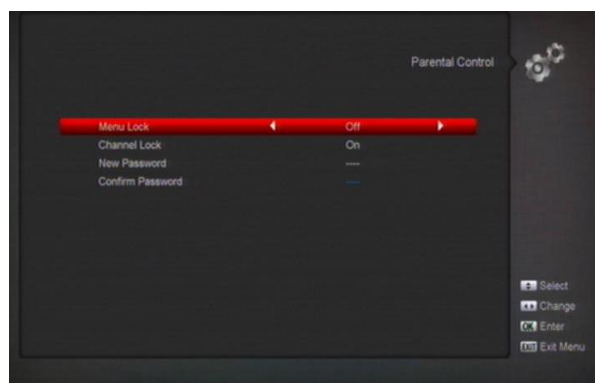 Parental Control
Menu Lock Off
Channel Lock On
New Password ----
Confirm Password ----
Select
Change
OK Enter
EXIT Exit Menu